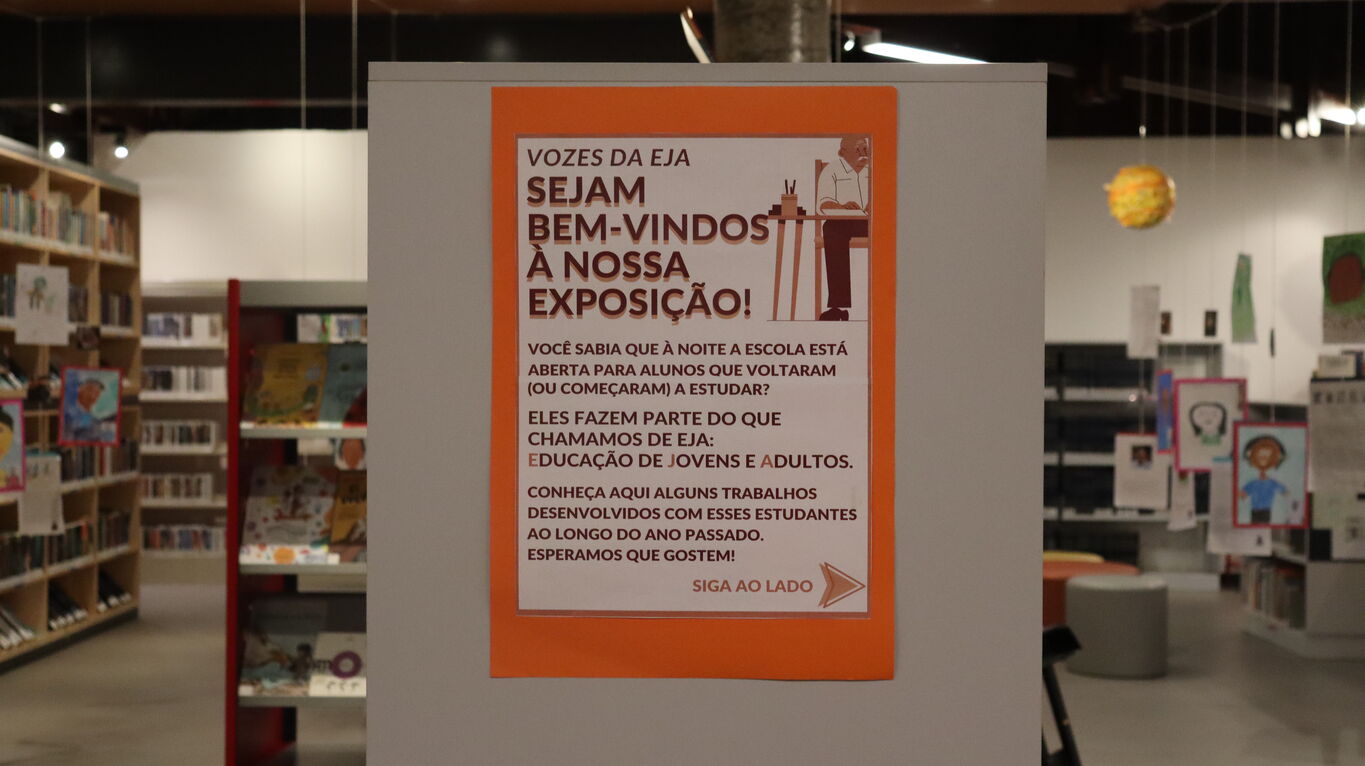 VOZES DA EJA
SEJAM
BEM-VINDOS
À NOSSA
EXPOSIÇÃO!
VOCÊ SABIA QUE À NOITE A ESCOLA ESTÁ
ABERTA PARA ALUNOS QUE VOLTARAM
(OU COMEÇARAM) A ESTUDAR?
ELES FAZEM PARTE DO QUE
CHAMAMOS DE EJA:
EDUCAÇÃO DE JOVENS E ADULTOS.
CONHEÇA AQUI ALGUNS TRABALHOS
DESENVOLVIDOS COM ESSES ESTUDANTES
AO LONGO DO ANO PASSADO.
ESPERAMOS QUE GOSTEM!
SIGA AO LADO